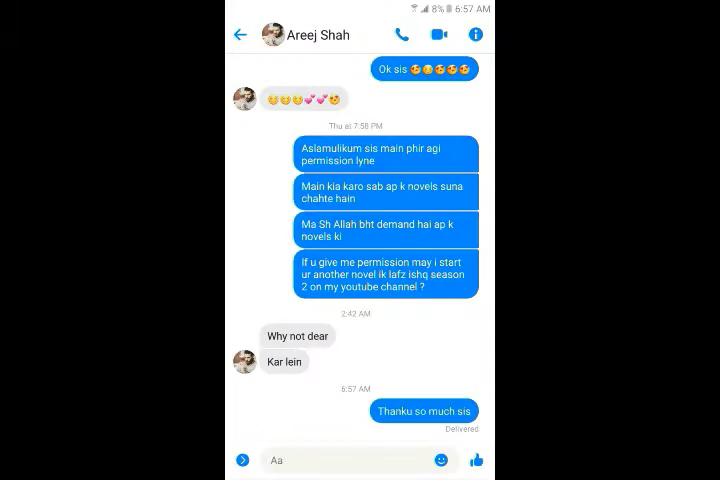 8% 6:57 AM
Areej Shah
Ok sis
Thu at 7:58 PM
Aslamulikum sis main phir agi
permission lyne
Main kia karo sab ap k novels suna
chahte hain
Ma Sh Allah bht demand hai ap k
novels ki
If u give me permission may i start
ur another novel ik lafz ishq season
2 on my youtube channel ?
2:42 AM
Why not dear
Kar lein
6:57 AM
Thanku so much sis
Delivered
Aa